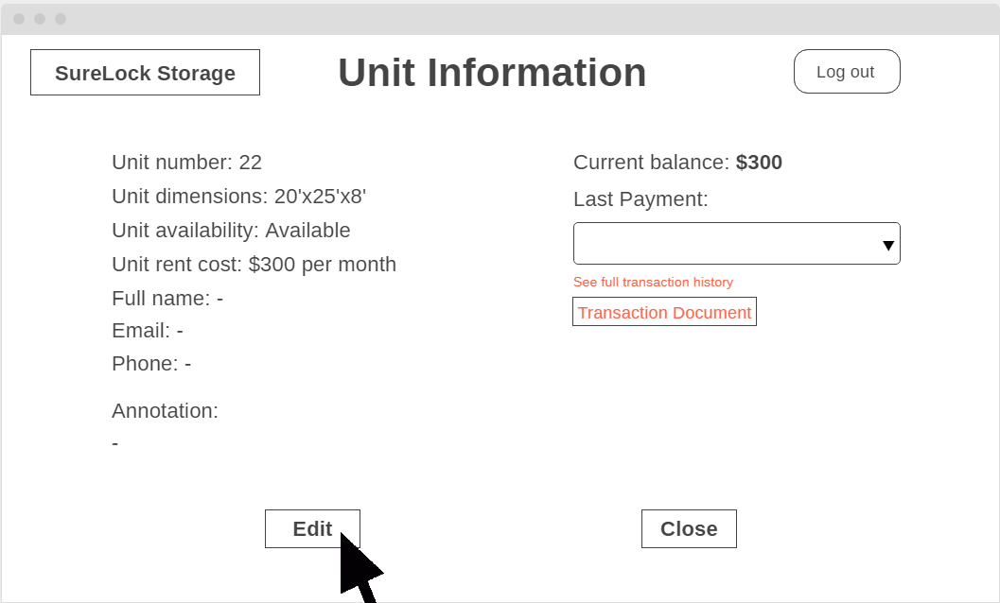 SureLock Storage
Unit Information
Log out
Unit number: 22
Unit dimensions: 20'x25'x8'
Unit availability: Available
Unit rent cost: $300 per month
Full name: -
Email: -
Phone: -
Annotation:
-
Current balance: $300
Last Payment:
See full transaction history
Transaction Document
Edit
Close